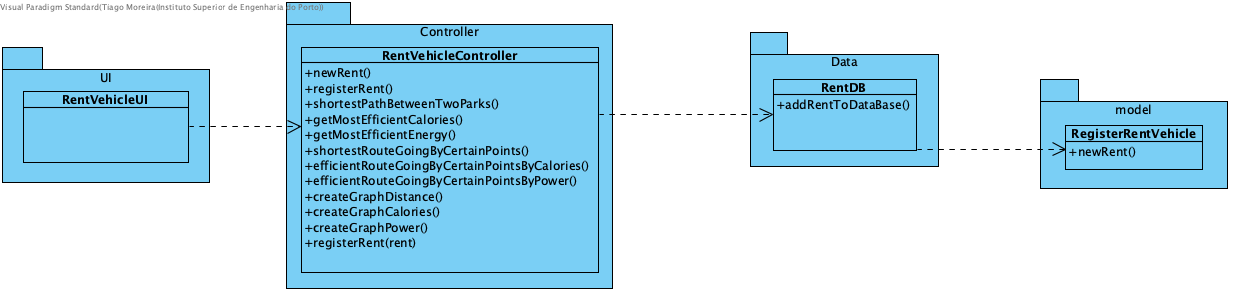 Visual Paradigm Standard(Tiago Moreira(Instituto Superior de Engenharia do Porto))
UI
RentVehicleUI
Controller
RentVehicleController
+newRent()
+registerRent()
+shortestPathBetweenTwoParks()
+getMostEfficientCalories()
+getMostEfficientEnergy()
+shortestRouteGoingByCertainPoints()
+efficientRouteGoingByCertainPointsByCalories()
+efficientRouteGoingByCertainPointsByPower()
+createGraphDistance()
+createGraphCalories()
+createGraphPower()
+registerRent(rent)
Data
RentDB
+addRentToDataBase()
model
RegisterRentVehicle
+newRent()